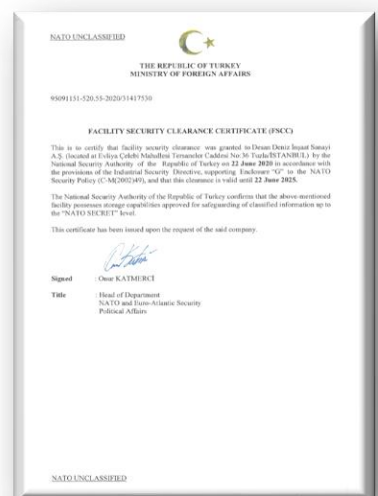 NATO UNCLASSIFIED
THE REPUBLIC OF TURKEY
MINISTRY OF FOREIGN AFFAIRS
95091151-520.55-2020/31417530
FACILITY SECURITY CLEARANCE CERTIFICATE (FSCC)
This is to certify that facility security clearance was granted to Desan Deniz İnşaat Sanayi
A.Ş. (located at Evliya Çelebi Mahallesi Tersaneler Caddesi No:36 Tuzla/İSTANBUL) by the
National Security Authority of the Republic of Turkey on 22 June 2020 in accordance with
the provisions of the Industrial Security Directive, supporting Enclosure "G" to the NATO
Security Policy (C-M(2002)49), and that this clearance is valid until 22 June 2025.
The National Security Authority of the Republic of Turkey confirms that the above-mentioned
facility possesses storage capabilities approved for safeguarding of classified information up to
the "NATO SECRET" level.
This certificate has been issued upon the request of the said company.
Signed : Onur KATMERCİ
Title : Head of Department
NATO and Euro-Atlantic Security
Political Affairs
NATO UNCLASSIFIED